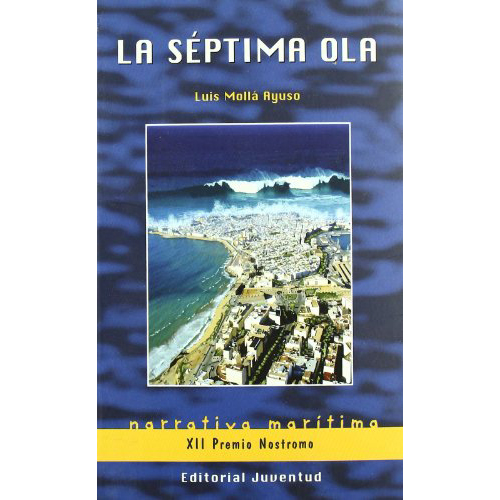 LA SÉPTIMA OLA
Luis Mollá Ayuso
narrativa marítima
XII Premio Nostromo
Editorial Juventud